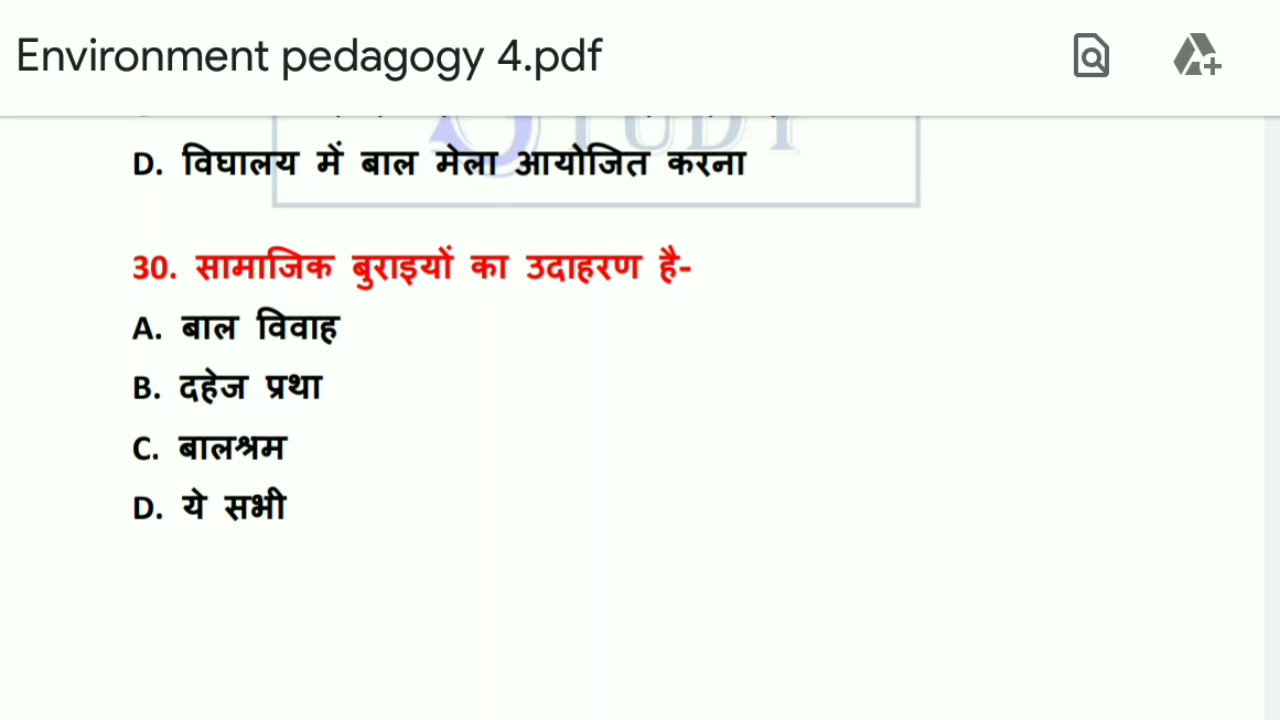 Environment pedagogy 4.pdf
D. विघालय में बाल मेला आयोजित करना
30. सामाजिक बुराइयों का उदाहरण है-
A. बाल विवाह
B. दहेज प्रथा
C. बालश्रम
D. ये सभी